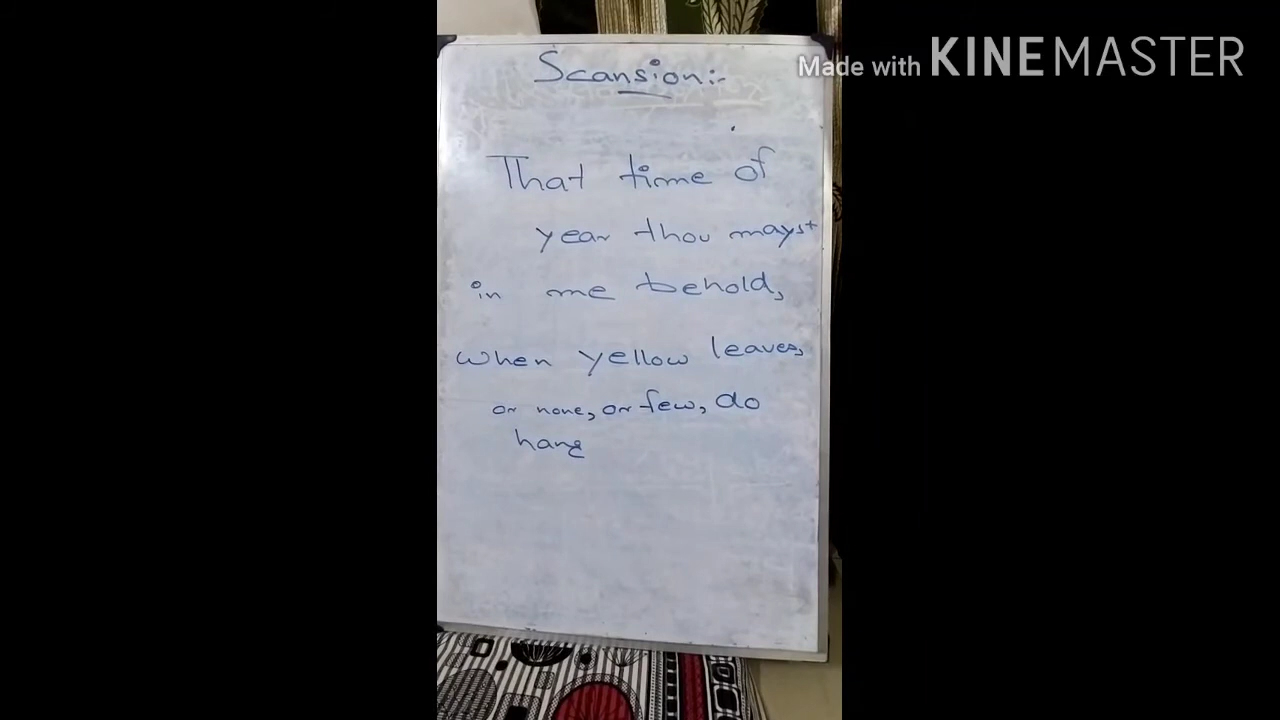 Scansion:-
Made with KINEMASTER
That time of
year thou mayst
in me behold,
When yellow leaves,
or none, or few, do
hang